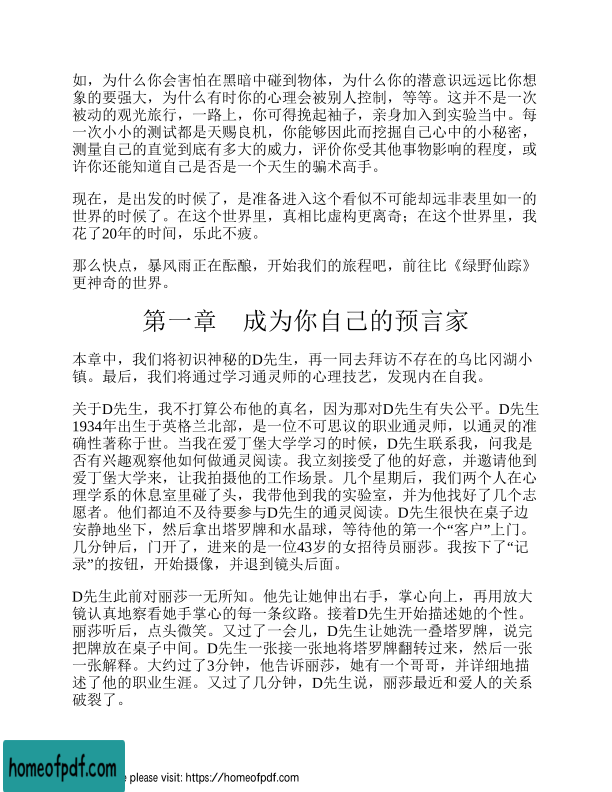 如，为什么你会害怕在黑暗中碰到物体，为什么你的潜意识远远比你想
象的要强大，为什么有时你的心理会被别人控制，等等。这并不是一次
被动的观光旅行，一路上，你可得挽起袖子，亲身加入到实验当中。每
一次小小的测试都是天赐良机，你能够因此而挖掘自己心中的小秘密，
测量自己的直觉到底有多大的威力，评价你受其他事物影响的程度，或
许你还能知道自己是否是一个天生的骗术高手。
现在，是出发的时候了，是准备进入这个看似不可能却远非表里如一的
世界的时候了。在这个世界里，真相比虚构更离奇；在这个世界里，我
花了20年的时间，乐此不疲。
那么快点，暴风雨正在酝酿，开始我们的旅程吧，前往比《绿野仙踪》
更神奇的世界。
第一章　成为你自己的预言家
本章中，我们将初识神秘的D先生，再一同去拜访不存在的乌比冈湖小
镇。最后，我们将通过学习通灵师的心理技艺，发现内在自我。
关于D先生，我不打算公布他的真名，因为那对D先生有失公平。D先生
1934年出生于英格兰北部，是一位不可思议的职业通灵师，以通灵的准
确性著称于世。当我在爱丁堡大学学习的时候，D先生联系我，问我是
否有兴趣观察他如何做通灵阅读。我立刻接受了他的好意，并邀请他到
爱丁堡大学来，让我拍摄他的工作场景。几个星期后，我们两个人在心
理学系的休息室里碰了头，我带他到我的实验室，并为他找好了几个志
愿者。他们都迫不及待要参与D先生的通灵阅读。D先生很快在桌子边
安静地坐下，然后拿出塔罗牌和水晶球，等待他的第一个“客户”上门。
几分钟后，门开了，进来的是一位43岁的女招待员丽莎。我按下了“记
录”的按钮，开始摄像，并退到镜头后面。
D先生此前对丽莎一无所知。他先让她伸出右手，掌心向上，再用放大
镜认真地察看她手掌心的每一条纹路。接着D先生开始描述她的个性。
丽莎听后，点头微笑。又过了一会儿，D先生让她洗一叠塔罗牌，说完
把牌放在桌子中间。D先生一张接一张地将塔罗牌翻转过来，然后一张
一张解释。大约过了3分钟，他告诉丽莎，她有一个哥哥，并详细地描
述了他的职业生涯。又过了几分钟，D先生说，丽莎最近和爱人的关系
破裂了。
homeofpdf.com
please visit: https://homeofpdf.com